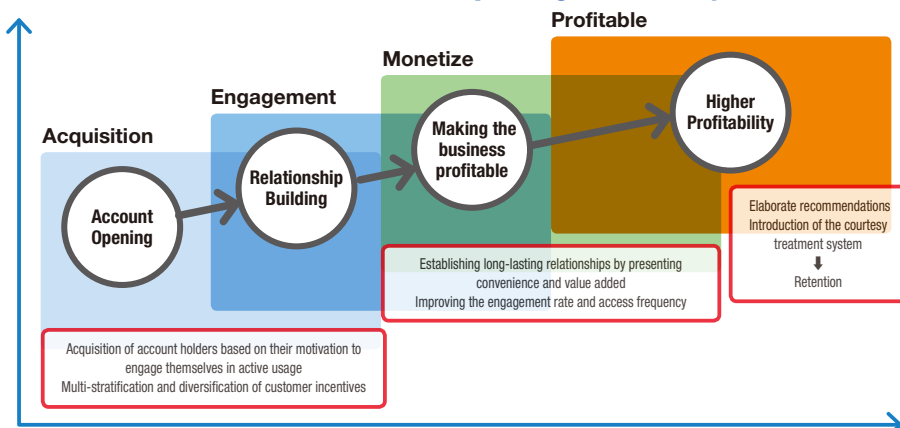 Profitable
Monetize
Engagement
Acquisition
Higher
Profitability
Making the
business
profitable
Relationship
Building
Account
Opening
Elaborate recommendations
Introduction of the courtesy
treatment system
Retention
Establishing long-lasting relationships by presenting
convenience and value added
Improving the engagement rate and access frequency
Acquisition of account holders based on their motivation to
engage themselves in active usage
Multi-stratification and diversification of customer incentives